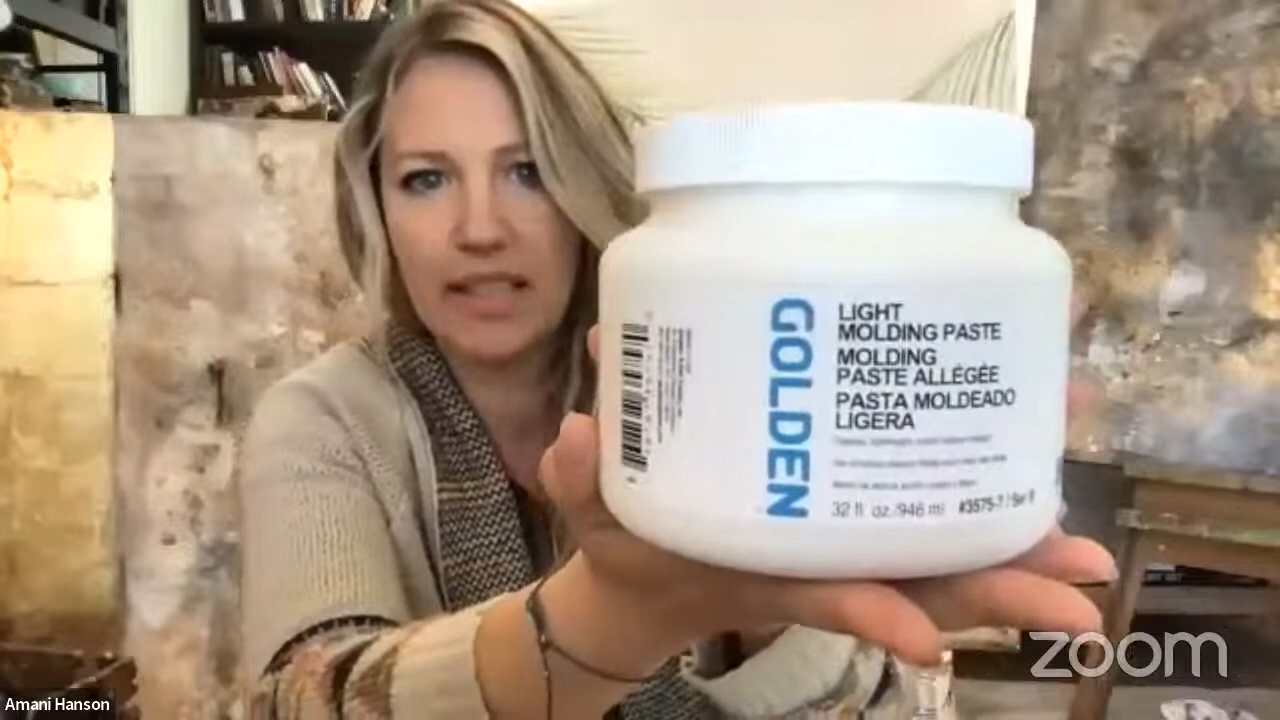 GOLDEN
LIGHT
MOLDING PASTE
MOLDING
PASTE ALLÉGÉE
PASTA MOLDEADO
LIGERA
32 fl. oz./946 ml
zoom
Amani Hanson